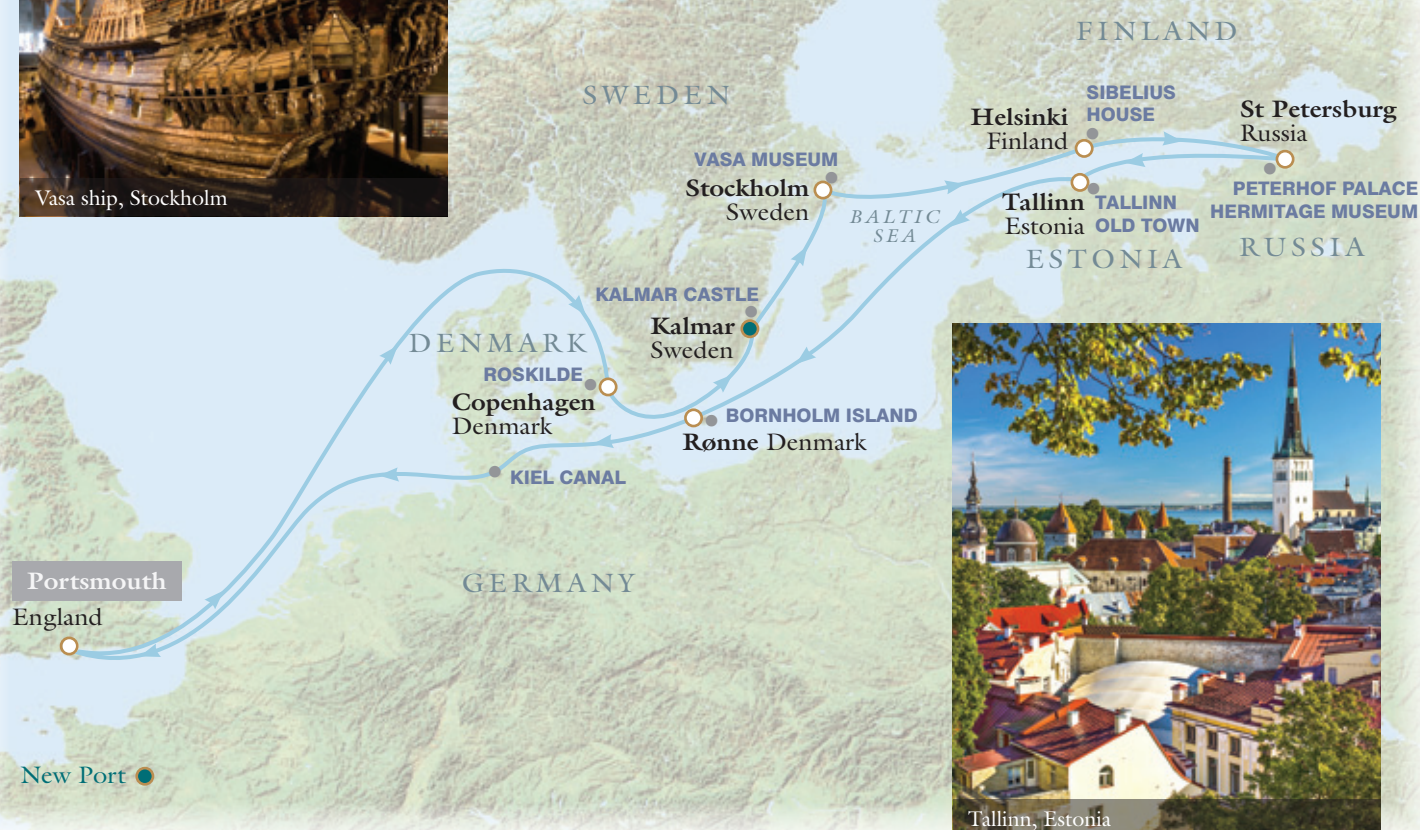 FINLAND
SWEDEN
SIBELIUS
HOUSE
Helsinki
Finland
St Petersburg
Russia
VASA MUSEUM
Stockholm
Sweden
Vasa ship, Stockholm
BALTIC
SEA
Tallinn
Estonia
TALLINN
OLD TOWN
PETERHOF PALACE
HERMITAGE MUSEUM
ESTONIA
RUSSIA
KALMAR CASTLE
Kalmar
Sweden
DENMARK
ROSKILDE
Copenhagen
Denmark
BORNHOLM ISLAND
Rønne Denmark
KIEL CANAL
Portsmouth
England
GERMANY
New Port
Tallinn, Estonia